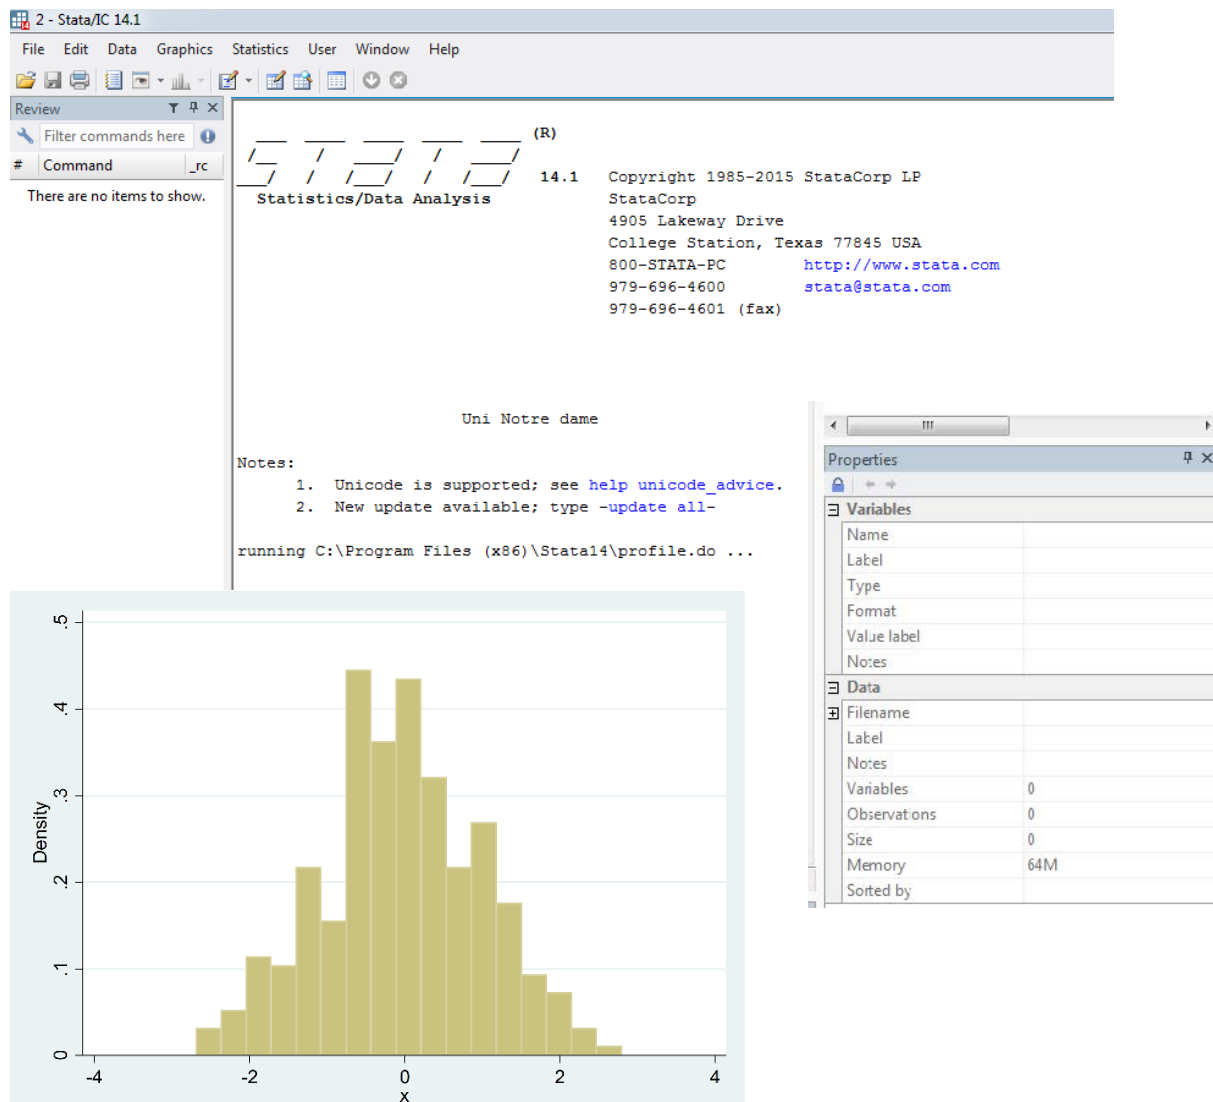 2 - Stata/IC 14.1
File Edit Data Graphics Statistics User Window Help
Review
Filter commands here
# Command _rc
There are no items to show.
STATA (R)
14.1 Copyright 1985-2015 StataCorp LP
Statistics/Data Analysis StataCorp
4905 Lakeway Drive
College Station, Texas 77845 USA
800-STATA-PC http://www.stata.com
979-696-4600 stata@stata.com
979-696-4601 (fax)
Uni Notre dame
Notes:
1. Unicode is supported; see help unicode_advice.
2. New update available; type -update all-
running C:\Program Files (x86)\Stata14\profile.do ...
Properties
Variables
Name
Label
Type
Format
Value label
Notes
Data
Filename
Label
Notes
Variables 0
Observations 0
Size 0
Memory 64M
Sorted by
Density
.5
.4
.3
.2
.1
0
-4 -2 0 2 4
x